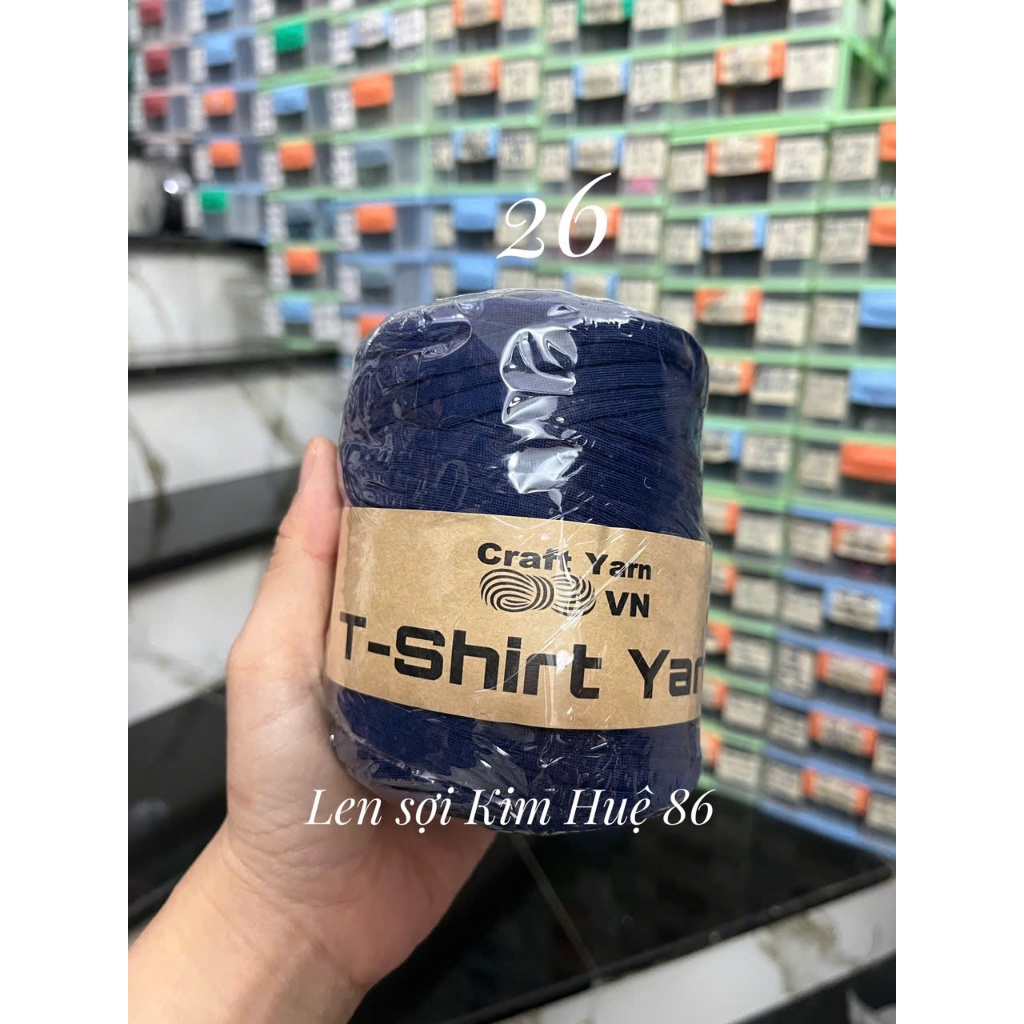 26
Craft Yarn
VN
T-Shirt Yar
Len sợi Kim Huệ 86